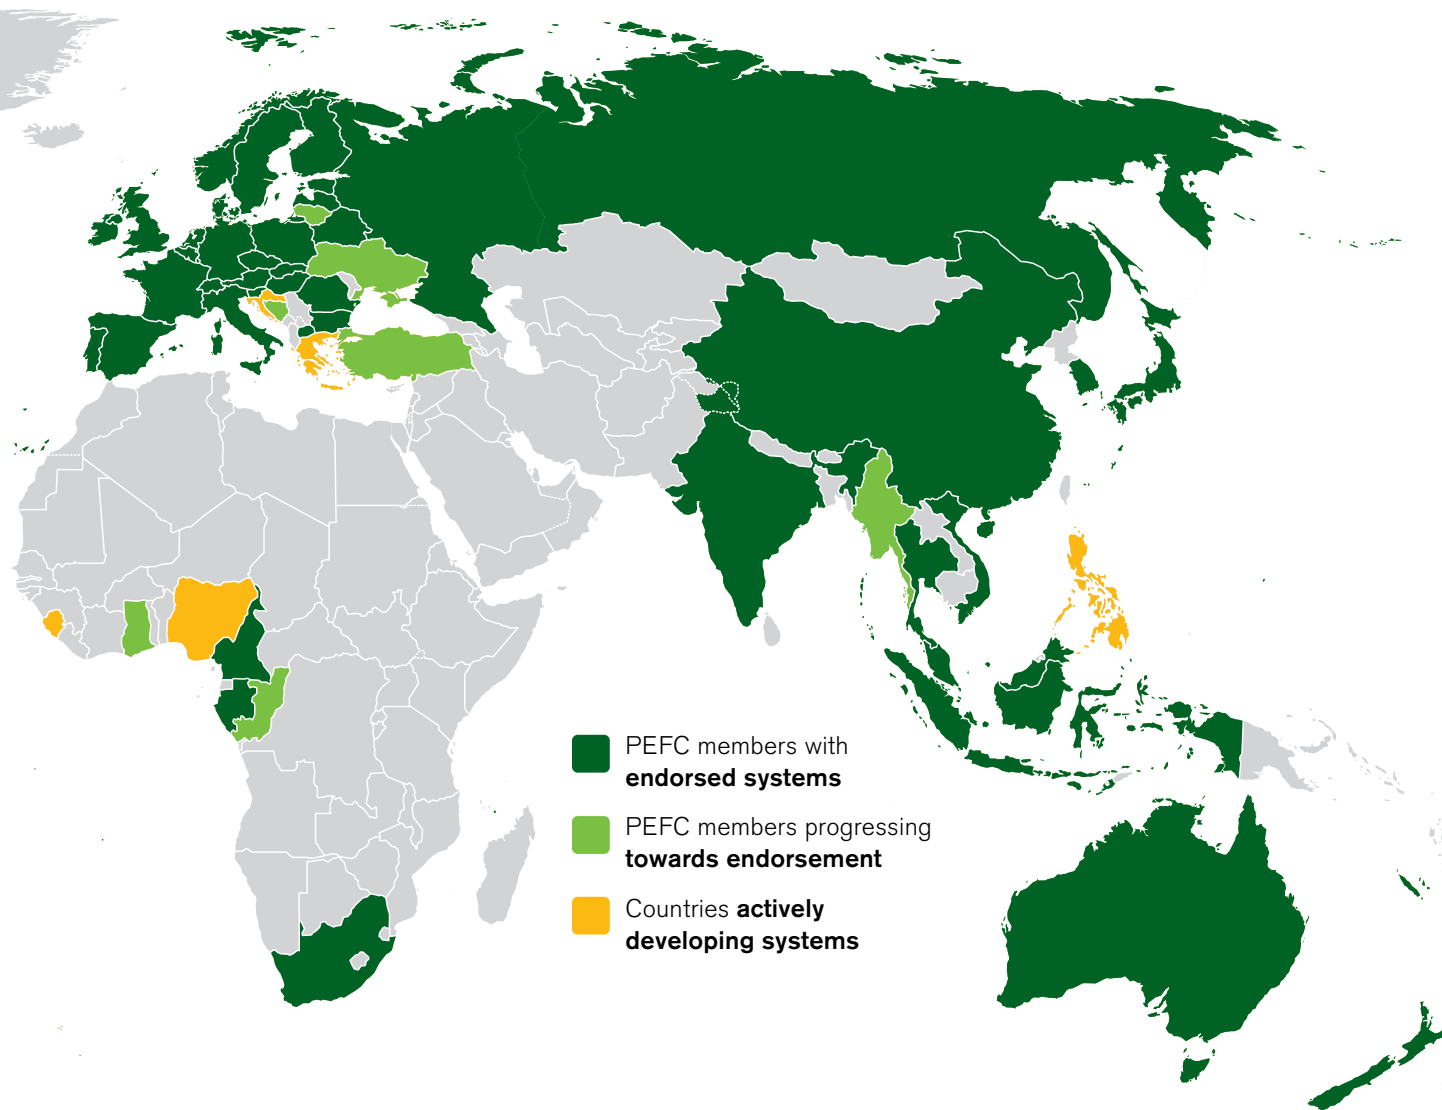 PEFC members with
endorsed systems
PEFC members progressing
towards endorsement
Countries actively
developing systems